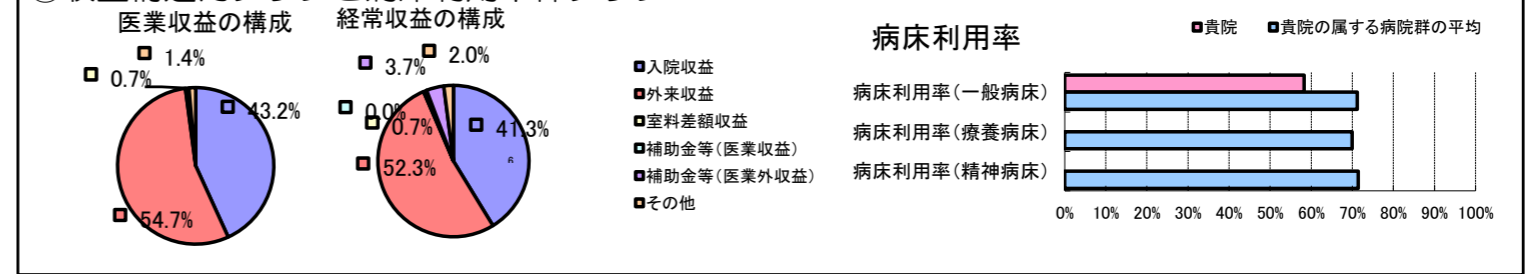 医業収益の構成
1.4%
0.7%
43.2%
54.7%
経常収益の構成
2.0%
3.7%
0.0%
0.7%
41.3%
52.3%
6
入院収益
外来収益
室料差額収益
補助金等(医業収益)
補助金等(医業外収益)
その他
病床利用率
貴院
貴院の属する病院群の平均
病床利用率(一般病床)
病床利用率(療養病床)
病床利用率(精神病床)
0% 10% 20% 30% 40% 50% 60% 70% 80% 90% 100%